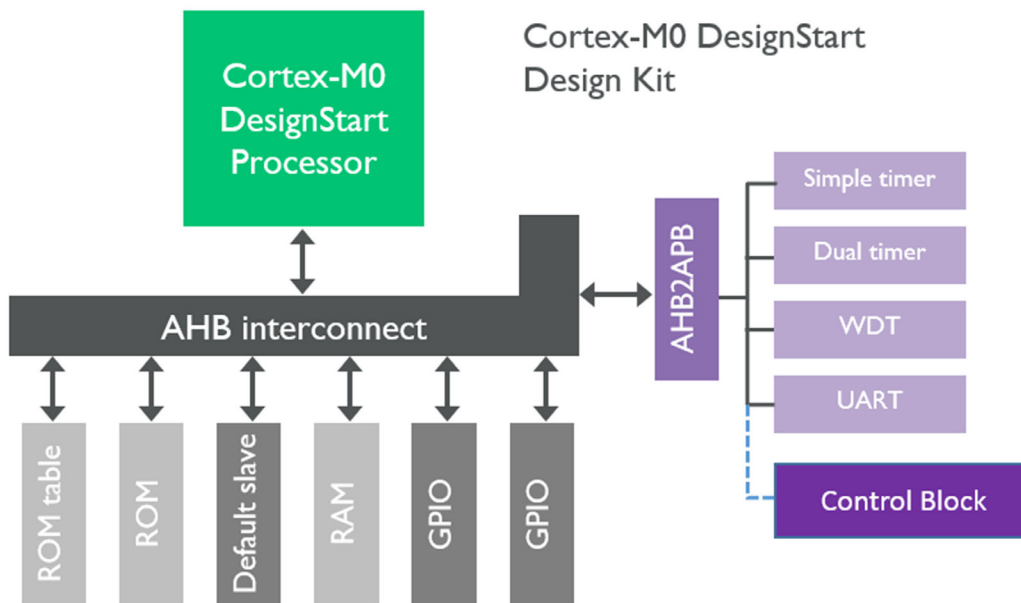 Cortex-M0 DesignStart
Design Kit
Cortex-M0
DesignStart
Processor
AHB interconnect
AHB2APB
Simple timer
Dual timer
WDT
UART
Control Block
ROM table
ROM
Default slave
RAM
GPIO
GPIO